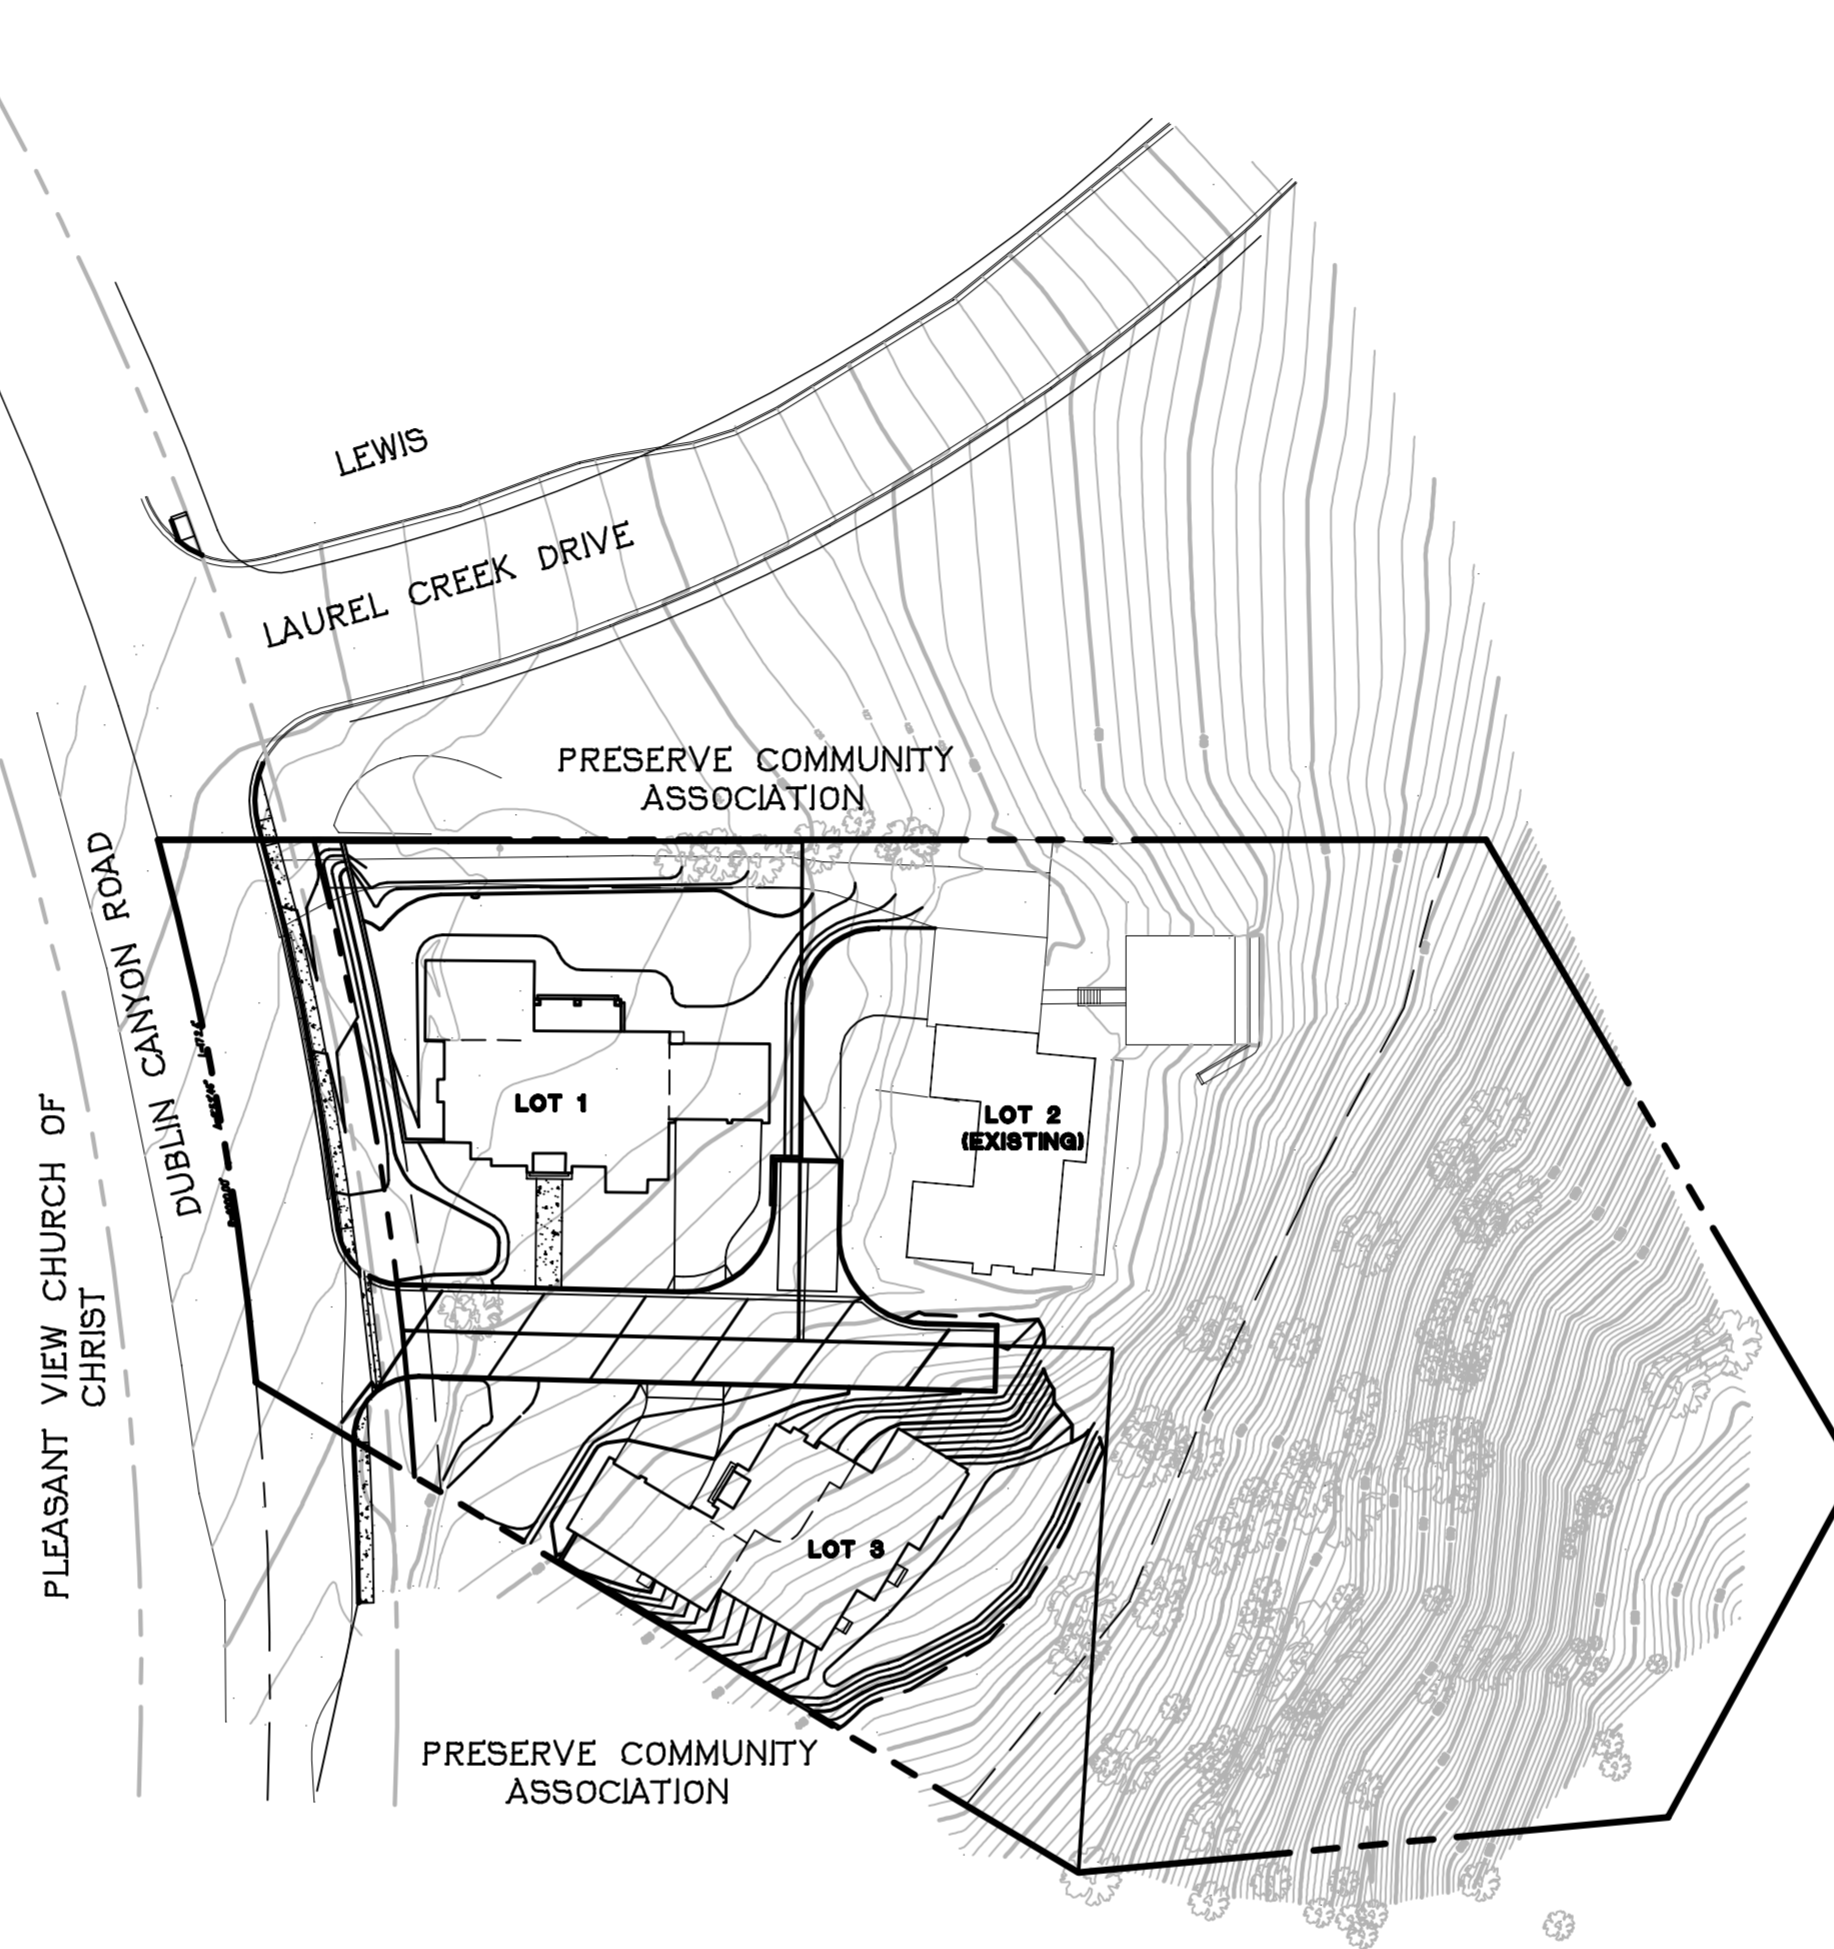 LEWIS
LAUREL CREEK DRIVE
PRESERVE COMMUNITY
ASSOCIATION
DUBLIN CANYON ROAD
PLEASANT VIEW CHURCH OF
CHRIST
LOT 1
LOT 2
(EXISTING)
LOT 3
PRESERVE COMMUNITY
ASSOCIATION